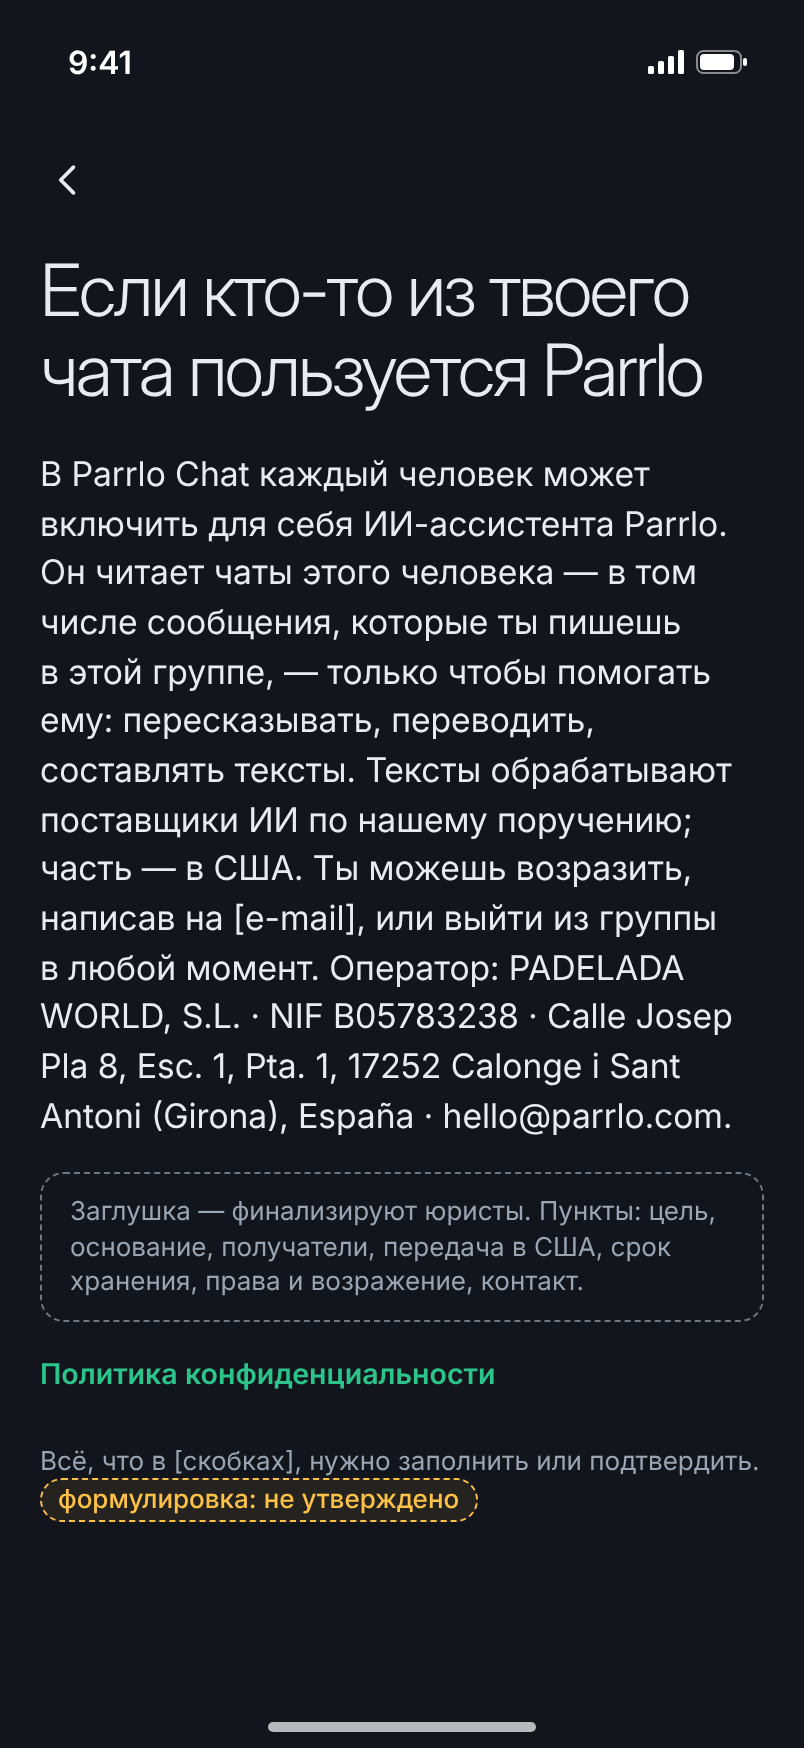 9:41
Если кто-то из твоего
чата пользуется Parrlo
В Parrlo Chat каждый человек может
включить для себя ИИ-ассистента Parrlo.
Он читает чаты этого человека — в том
числе сообщения, которые ты пишешь
в этой группе, — только чтобы помогать
ему: пересказывать, переводить,
составлять тексты. Тексты обрабатывают
поставщики ИИ по нашему поручению;
часть — в США. Ты можешь возразить,
написав на [e-mail], или выйти из группы
в любой момент. Оператор: PADELADA
WORLD, S.L. · NIF B05783238 · Calle Josep
Pla 8, Esc. 1, Pta. 1, 17252 Calonge i Sant
Antoni (Girona), España · hello@parrlo.com.
Заглушка — финализируют юристы. Пункты: цель,
основание, получатели, передача в США, срок
хранения, права и возражение, контакт.
Политика конфиденциальности
Всё, что в [скобках], нужно заполнить или подтвердить.
формулировка: не утверждено